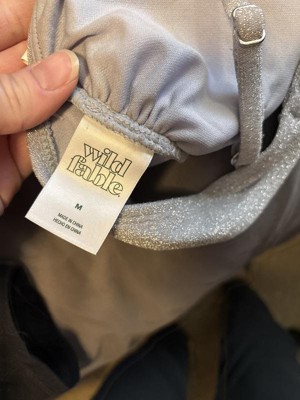 wild
fable
M
MADE IN CHINA
HECHO EN CHINA